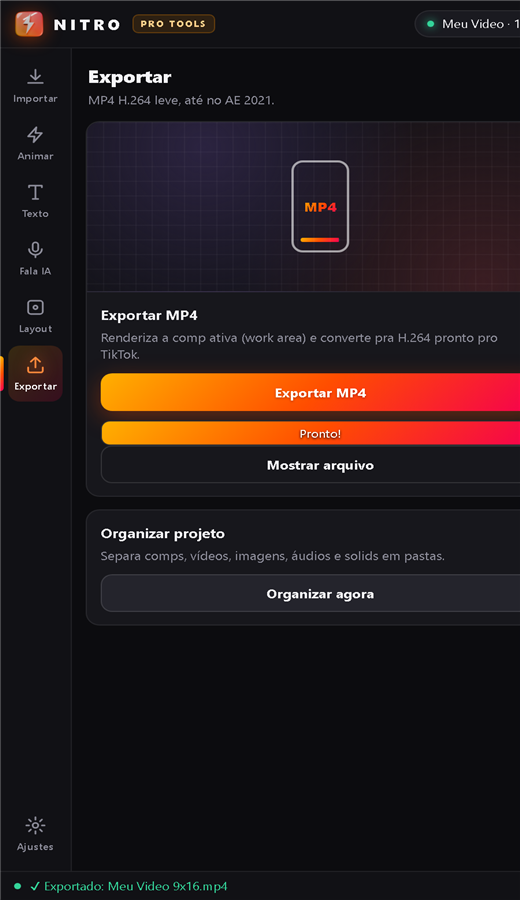 NITRO PRO TOOLS
Meu Video · 1
Importar
Animar
Texto
Fala IA
Layout
Exportar
Exportar
MP4 H.264 leve, até no AE 2021.
MP4
Exportar MP4
Renderiza a comp ativa (work area) e converte pra H.264 pronto pro
TikTok.
Exportar MP4
Pronto!
Mostrar arquivo
Organizar projeto
Separa comps, vídeos, imagens, áudios e solids em pastas.
Organizar agora
Ajustes
✓ Exportado: Meu Video 9x16.mp4